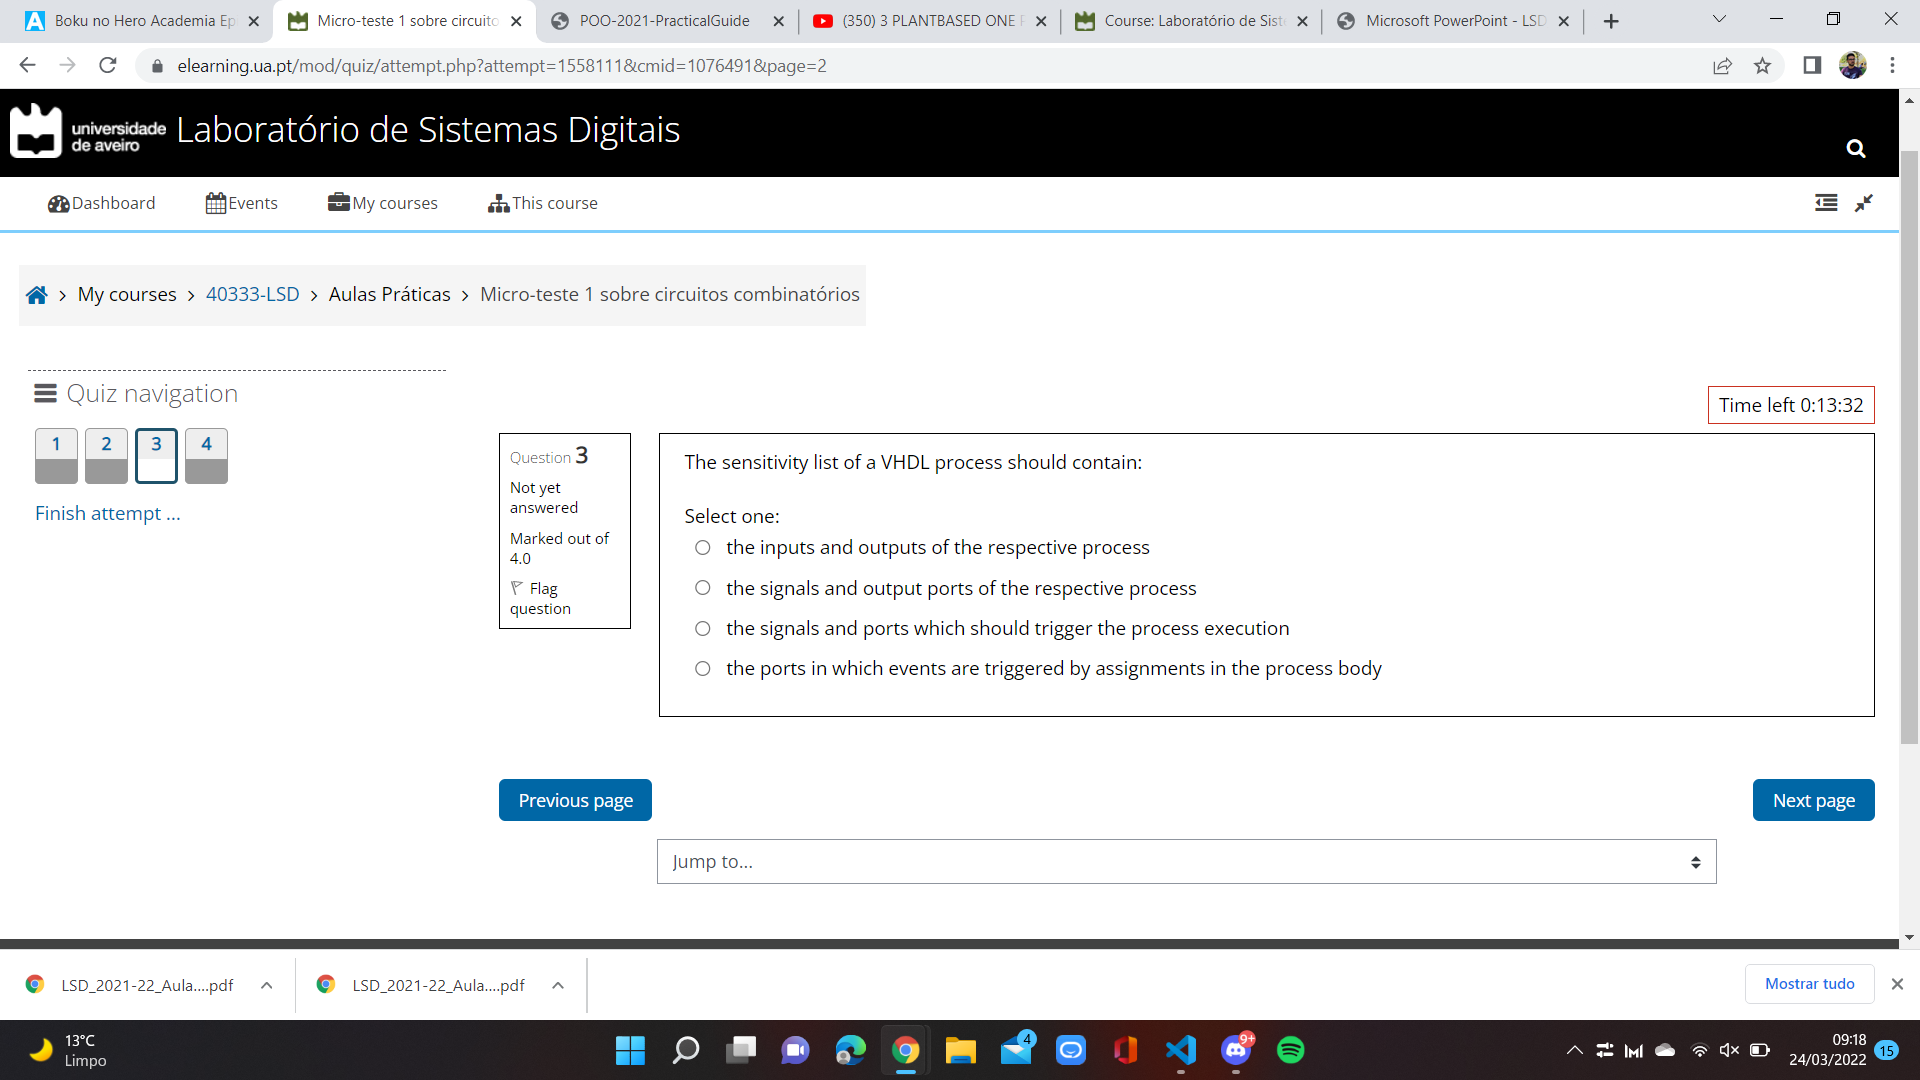 Boku no Hero Academia Ep
Micro-teste 1 sobre circuito
POO-2021-PracticalGuide
(350) 3 PLANTBASED ONE P
Course: Laboratório de Siste
Microsoft PowerPoint - LSD
elearning.ua.pt/mod/quiz/attempt.php?attempt=1558111&cmid=1076491&page=2
universidade
de aveiro
Laboratório de Sistemas Digitais
Dashboard
Events
My courses
This course
My courses
40333-LSD
Aulas Práticas
Micro-teste 1 sobre circuitos combinatórios
Quiz navigation
1
2
3
4
Finish attempt ...
Time left 0:13:32
Question 3
Not yet
answered
Marked out of
4.0
Flag
question
The sensitivity list of a VHDL process should contain:
Select one:
the inputs and outputs of the respective process
the signals and output ports of the respective process
the signals and ports which should trigger the process execution
the ports in which events are triggered by assignments in the process body
Previous page
Next page
Jump to...
LSD_2021-22_Aula....pdf
LSD_2021-22_Aula....pdf
Mostrar tudo
13°C
Limpo
4
9+
09:18
24/03/2022
15